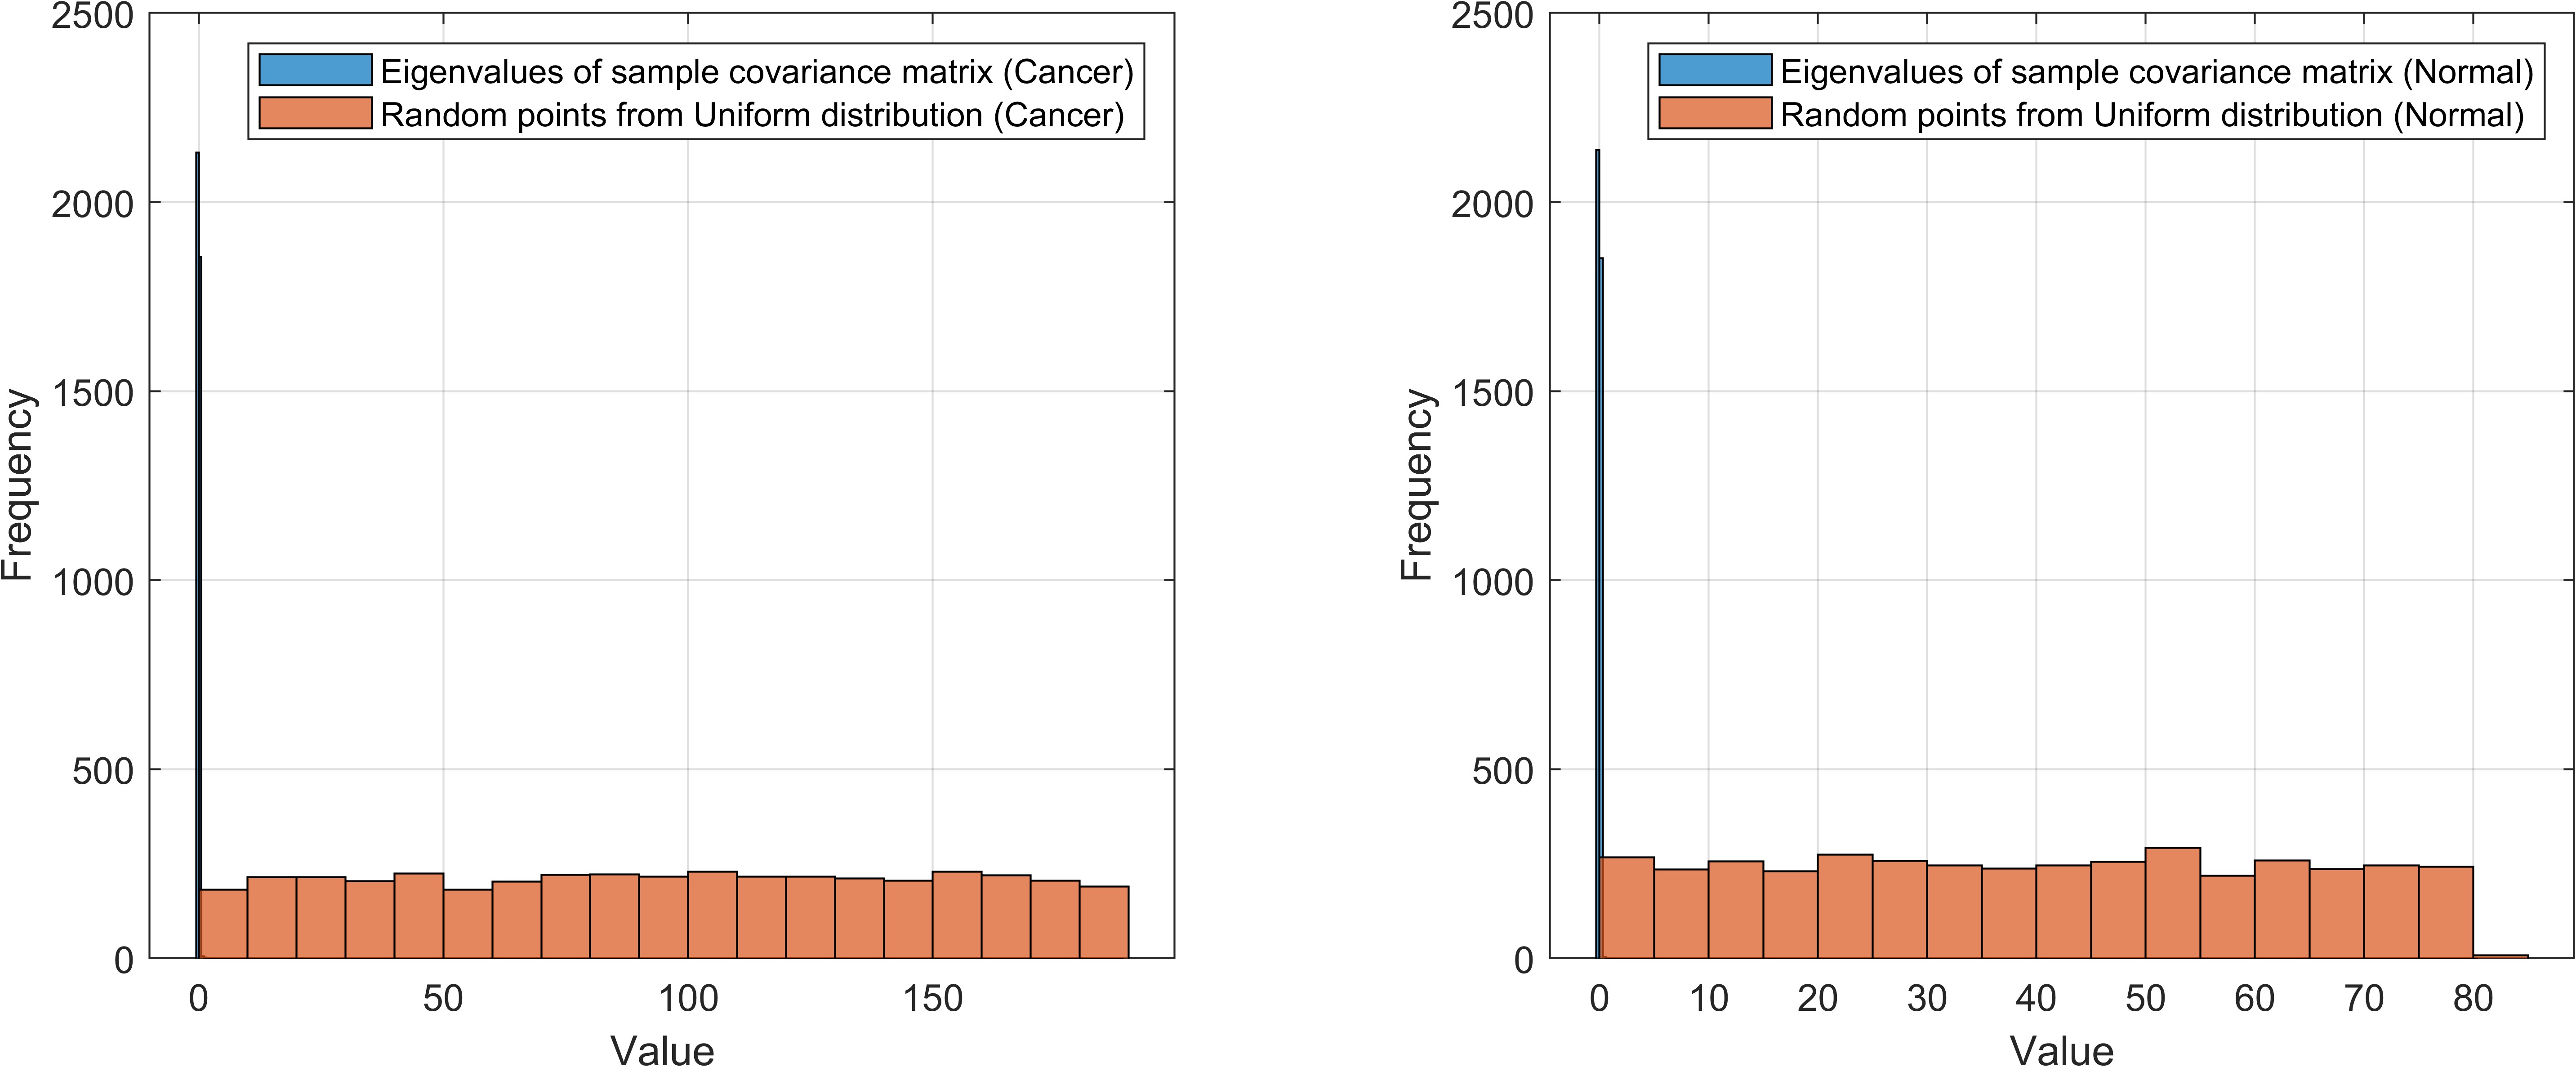 2500
2000
1500
1000
500
0
Frequency
Eigenvalues of sample covariance matrix (Cancer)
Random points from Uniform distribution (Cancer)
0 50 100 150
Value
2500
2000
1500
1000
500
0
Frequency
Eigenvalues of sample covariance matrix (Normal)
Random points from Uniform distribution (Normal)
0 10 20 30 40 50 60 70 80
Value